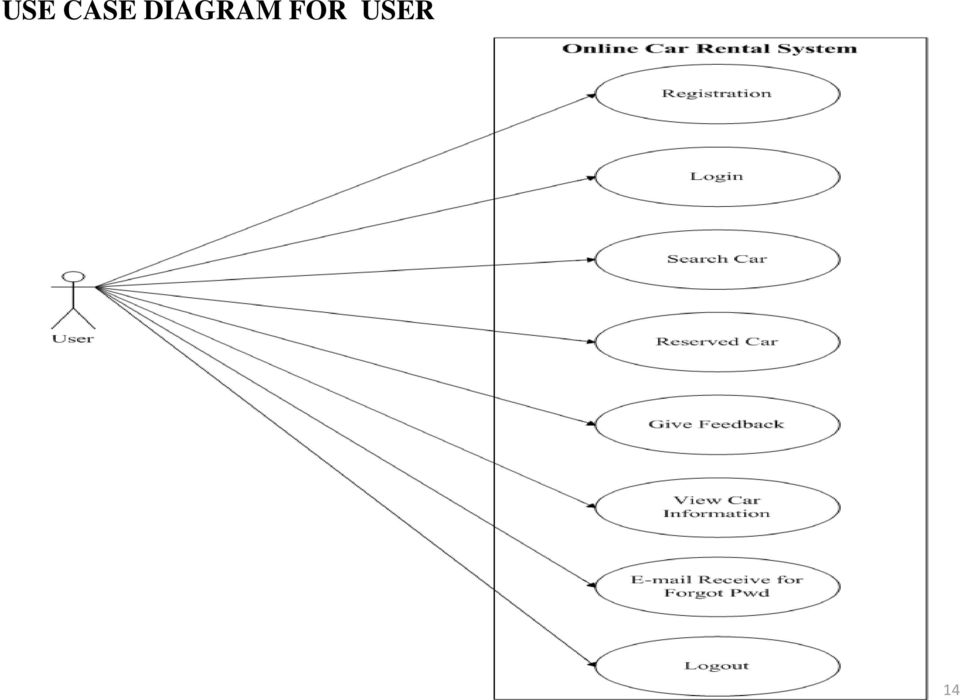 USE CASE DIAGRAM FOR USER
Online Car Rental System
Registration
Login
Search Car
User
Reserved Car
Give Feedback
View Car
Information
E-mail Receive for
Forgot Pwd
Logout
14